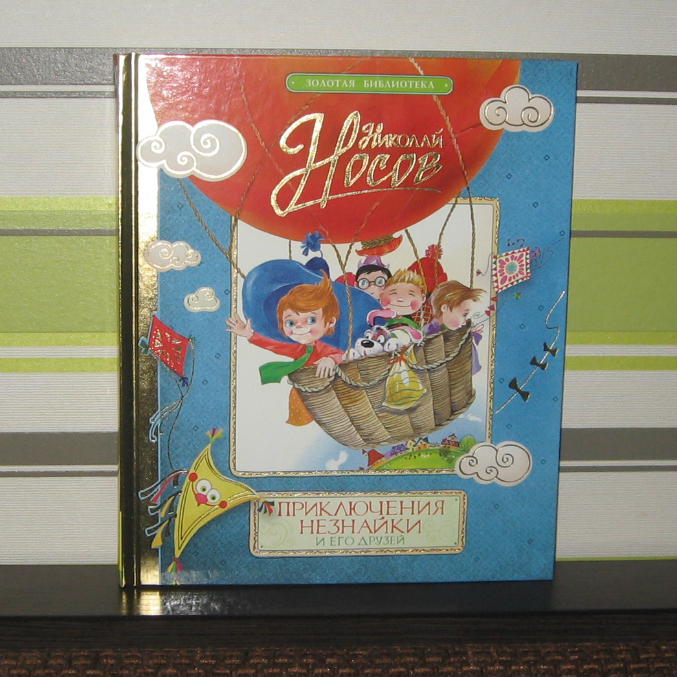 ЗОЛОТАЯ БИБЛИОТЕКА
Николай
Носов
ПРИКЛЮЧЕНИЯ
НЕЗНАЙКИ
И ЕГО ДРУЗЕЙ